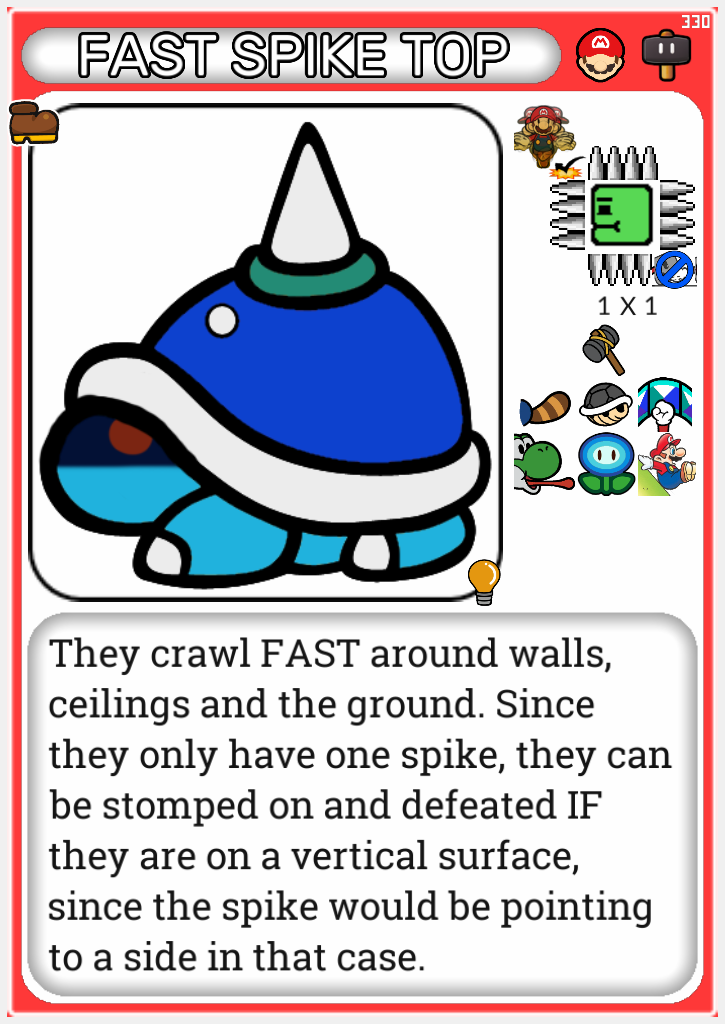 330
FAST SPIKE TOP
M
1 X 1
They crawl FAST around walls,
ceilings and the ground. Since
they only have one spike, they can
be stomped on and defeated IF
they are on a vertical surface,
since the spike would be pointing
to a side in that case.